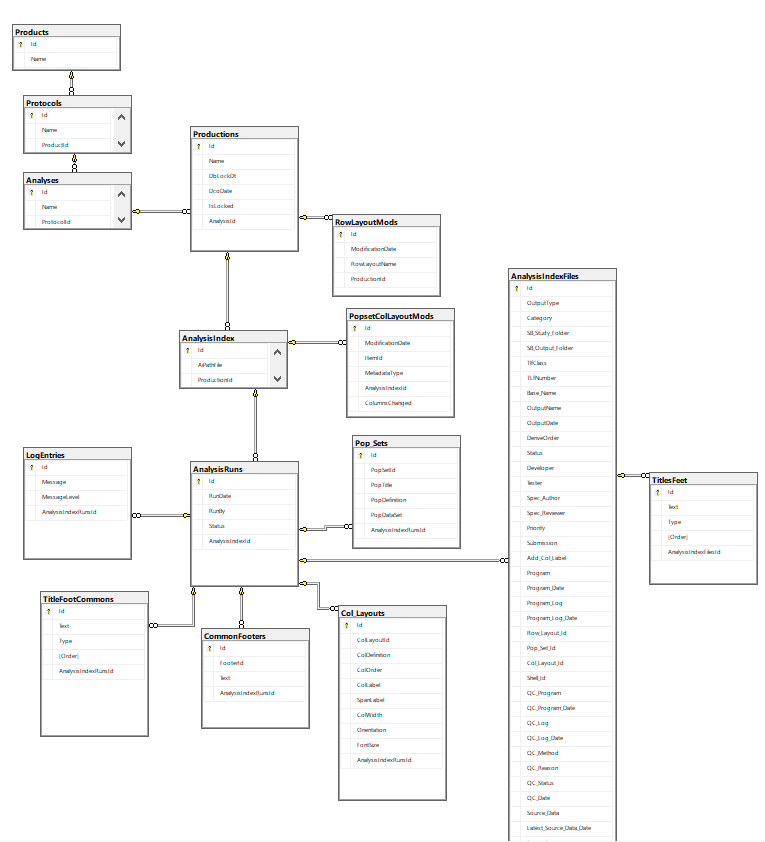 Products
Id
Name
Protocols
Id
Name
ProductId
Analyses
Id
Name
ProtocolId
Productions
Id
Name
DbLockDt
DcoDate
IsLocked
AnalysisId
RowLayoutMods
Id
ModificationDate
RowLayoutName
ProductionId
AnalysisIndex
Id
AiPathFile
ProductionId
PopsetColLayoutMods
Id
ModificationDate
ItemId
MetadataType
AnalysisIndexId
ColumnsChanged
LogEntries
Id
Message
MessageLevel
AnalysisIndexRunsId
AnalysisRuns
Id
RunDate
RunBy
Status
AnalysisIndexId
Pop_Sets
Id
PopSetId
PopTitle
PopDefinition
PopDataSet
AnalysisIndexRunsId
TitleFootCommons
Id
Text
Type
[Order]
AnalysisIndexRunsId
CommonFooters
Id
FooterId
Text
AnalysisIndexRunsId
Col_Layouts
Id
ColLayoutId
ColDefinition
ColOrder
ColLabel
SpanLabel
ColWidth
Orientation
FontSize
AnalysisIndexRunsId
AnalysisIndexFiles
Id
OutputType
Category
SB_Study_Folder
SB_Output_Folder
TlfClass
TLFNumber
Base_Name
OutputName
OutputDate
DeriveOrder
Status
Developer
Tester
Spec_Author
Spec_Reviewer
Priority
Submission
Add_Col_Label
Program
Program_Date
Program_Log
Program_Log_Date
Row_Layout_Id
Pop_Set_Id
Col_Layout_Id
Shell_Id
QC_Program
QC_Program_Date
QC_Log
QC_Log_Date
QC_Method
QC_Reason
QC_Status
QC_Date
Source_Data
Latest_Source_Data_Date
TitlesFeet
Id
Text
Type
[Order]
AnalysisIndexFilesId